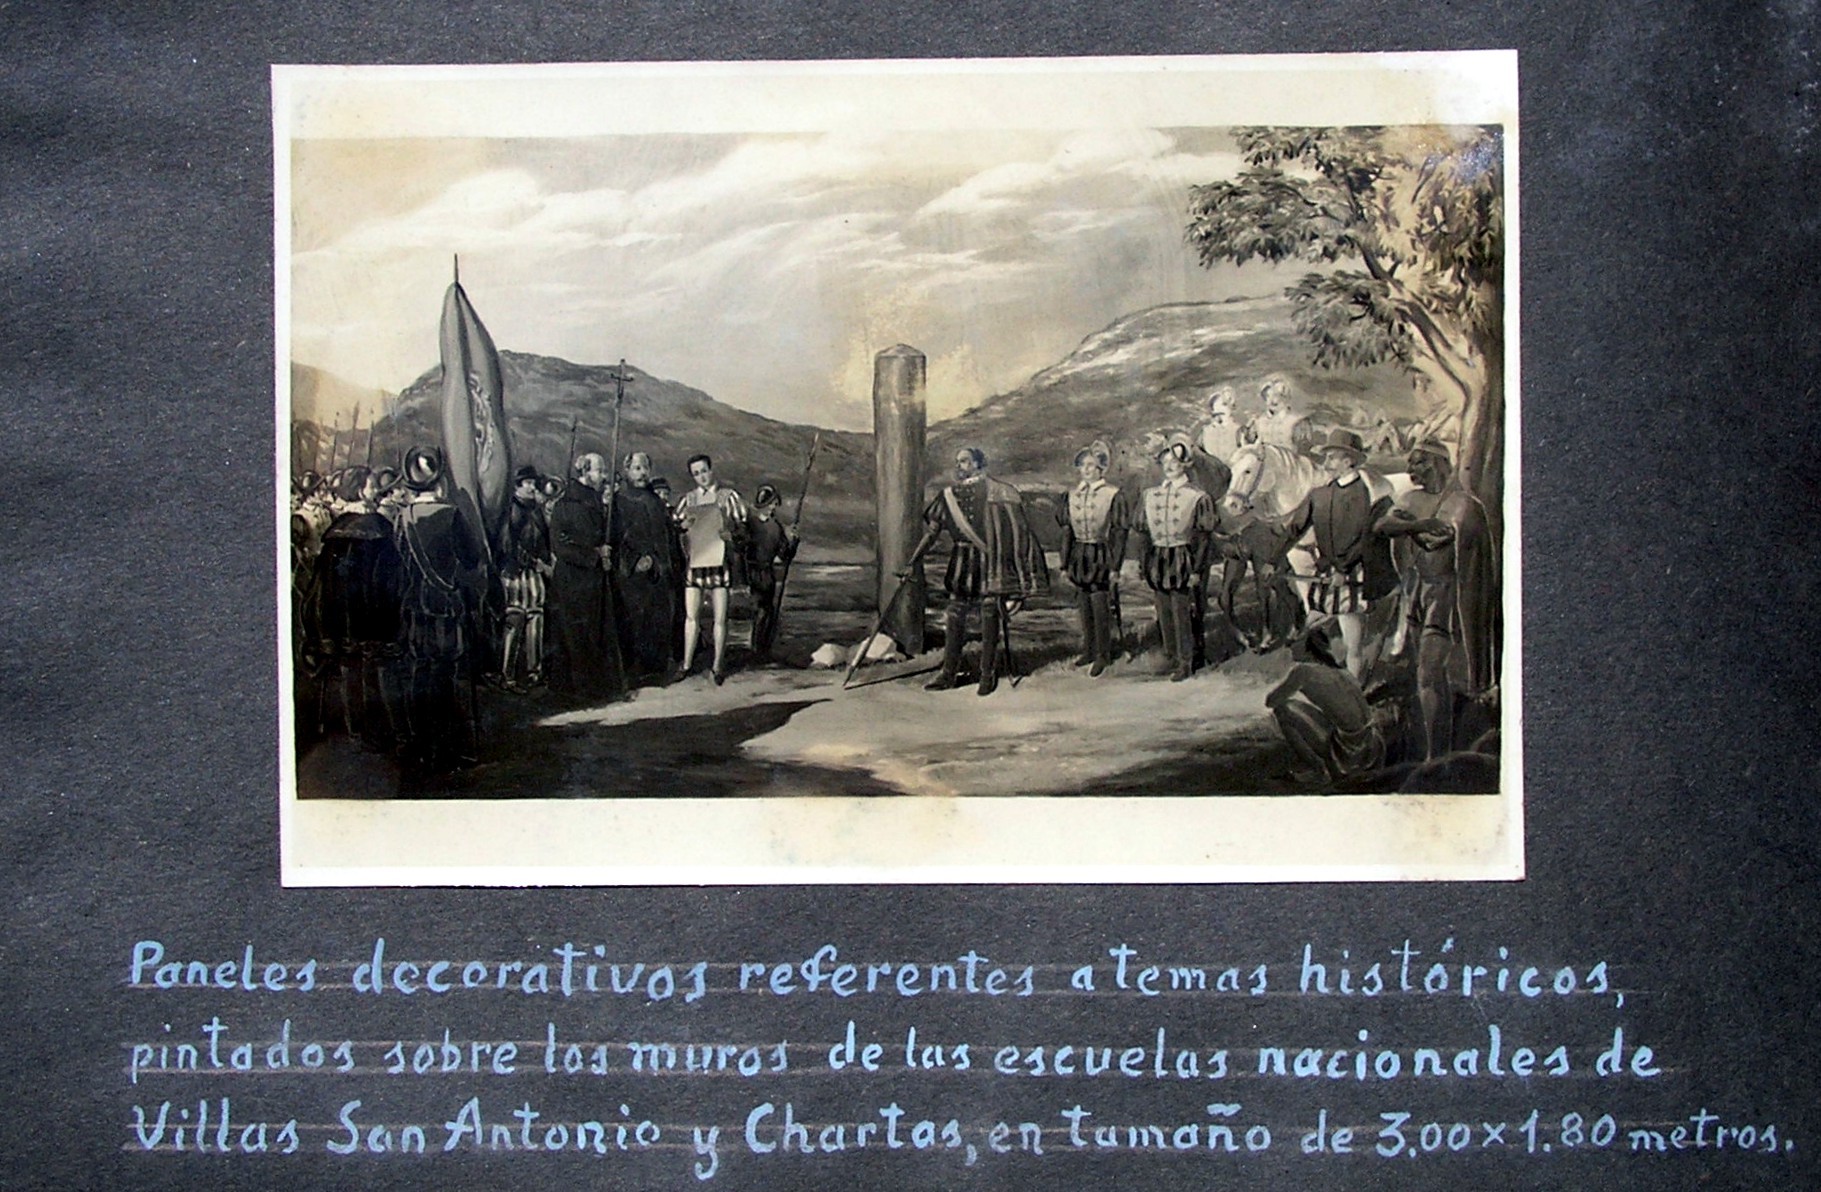 Paneles decorativos referentes a temas históricos,
pintados sobre los muros de las escuelas nacionales de
Villas San Antonio y Chartas, en tamaño de 3.00 x 1.80 metros.